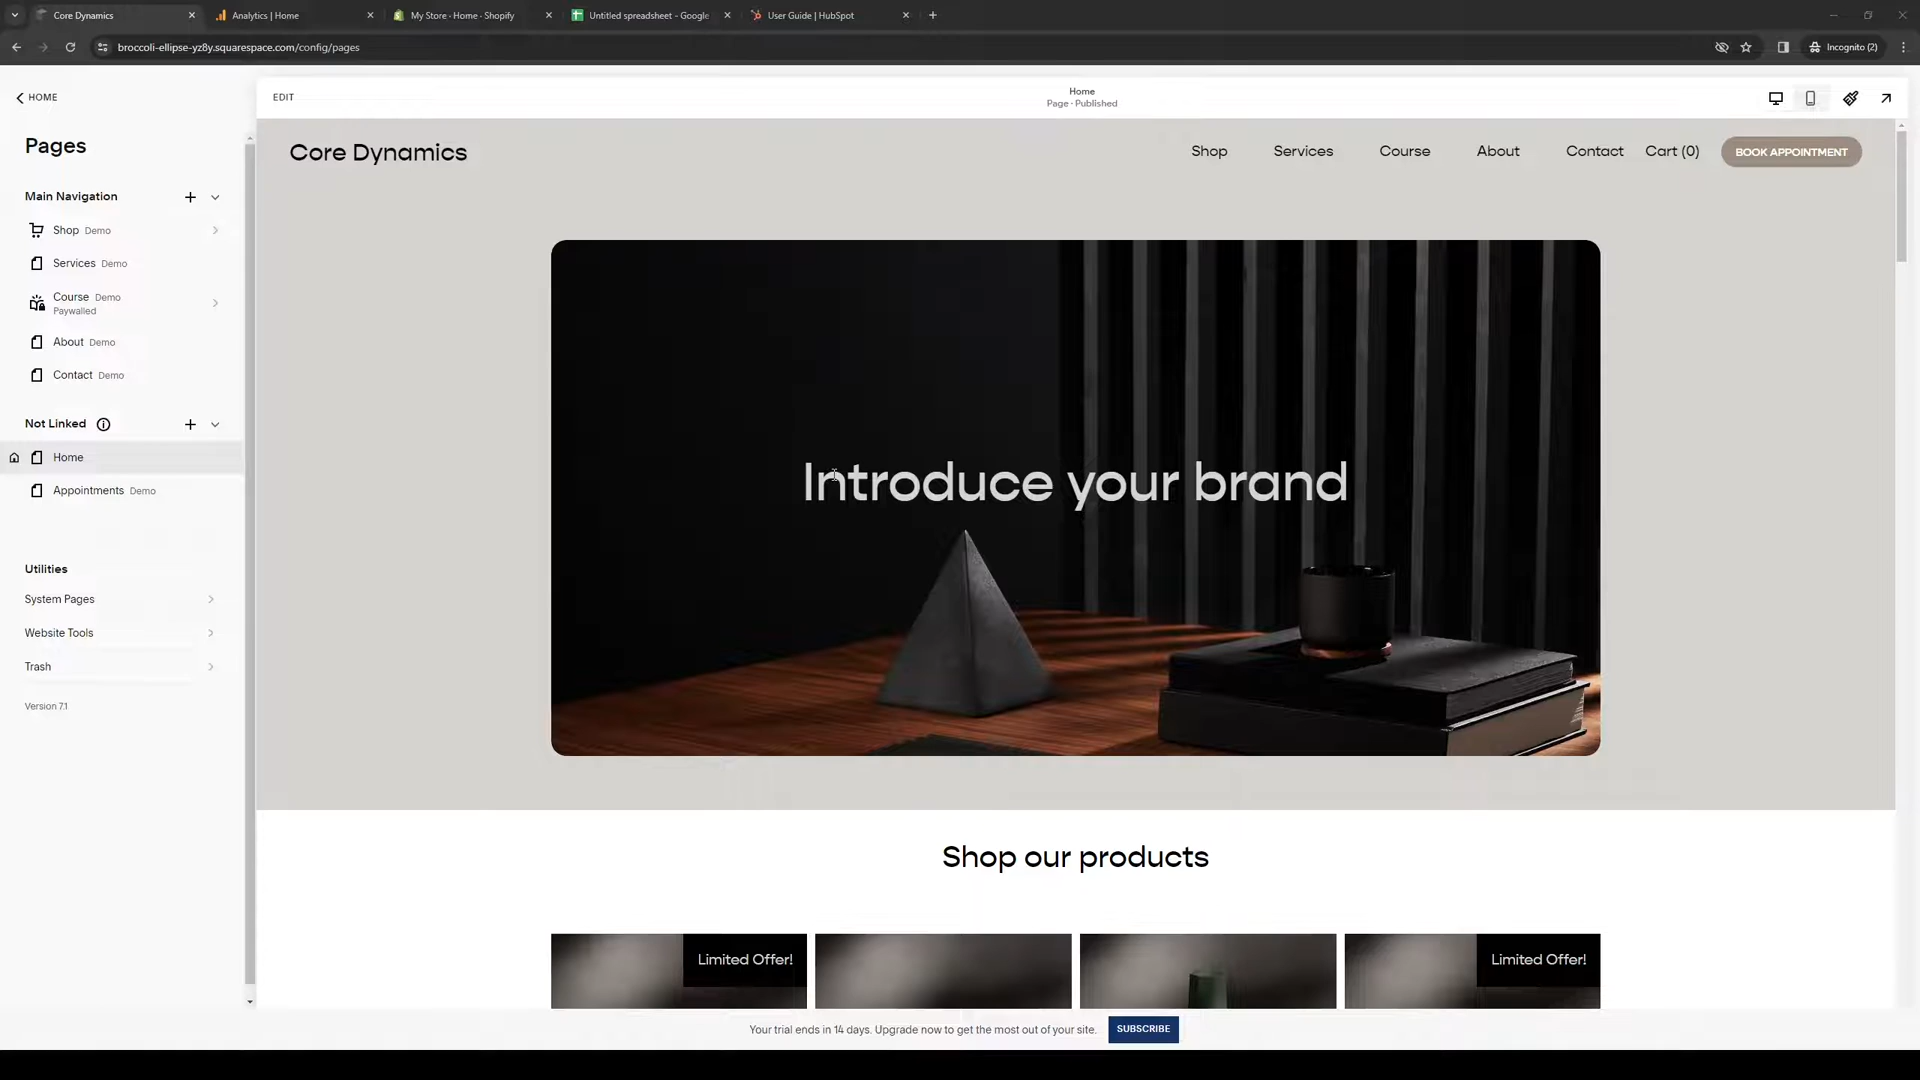 Core Dynamics
Analytics | Home
My Store · Home · Shopify
Untitled spreadsheet - Google
User Guide | HubSpot
broccoli-ellipse-yz8y.squarespace.com/config/pages
Incognito (2)
HOME
EDIT
Home
Page · Published
Pages
Main Navigation
Shop Demo
Services Demo
Course Demo
Paywalled
About Demo
Contact Demo
Not Linked
Home
Appointments Demo
Utilities
System Pages
Website Tools
Trash
Version 7.1
Core Dynamics
Shop Services Course About Contact Cart (0) BOOK APPOINTMENT
Introduce your brand
Shop our products
Limited Offer!
Limited Offer!
Your trial ends in 14 days. Upgrade now to get the most out of your site. SUBSCRIBE